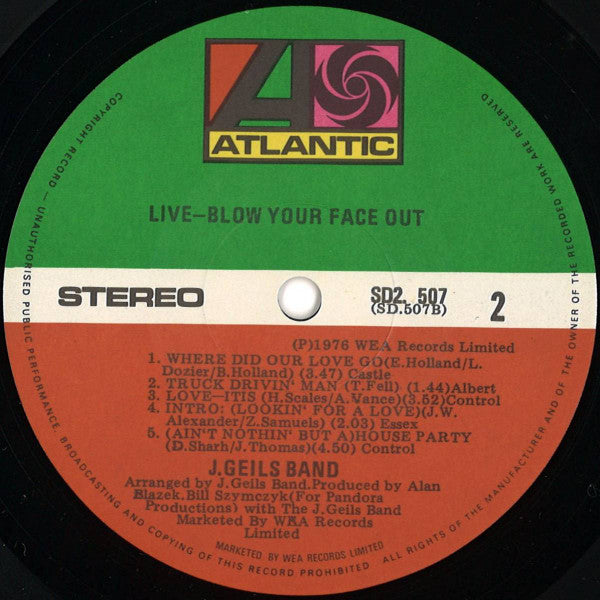 ATLANTIC
LIVE—BLOW YOUR FACE OUT
STEREO
SD2. 507
(SD.507B)
2
(P)1976 WEA Records Limited
1. WHERE DID OUR LOVE GO(E.Holland/L.
Dozier/B.Holland) (3.47) Castle
2. TRUCK DRIVIN' MAN (T.Fell) (1.44)Albert
3. LOVE—ITIS (H.Scales/A.Vance)(3.52)Control
4. INTRO: (LOOKIN' FOR A LOVE)(J.W.
Alexander/Z.Samuels) (2.03) Essex
5. (AIN'T NOTHIN' BUT A)HOUSE PARTY
(D.Sharh/J.Thomas)(4.50) Control
J.GEILS BAND
Arranged by J.Geils Band.Produced by Alan
Blazek.Bill Szymczyk(For Pandora
Productions) with The J.Geils Band
Marketed By WEA Records
Limited
MARKETED BY WEA RECORDS LIMITED
COPYRIGHT RECORD — UNAUTHORISED PUBLIC PERFORMANCE, BROADCASTING AND COPYING OF THIS RECORD PROHIBITED ALL RIGHTS OF THE RECORD MANUFACTURER AND OF THE OWNER OF THE RECORDED WORK ARE RESERVED